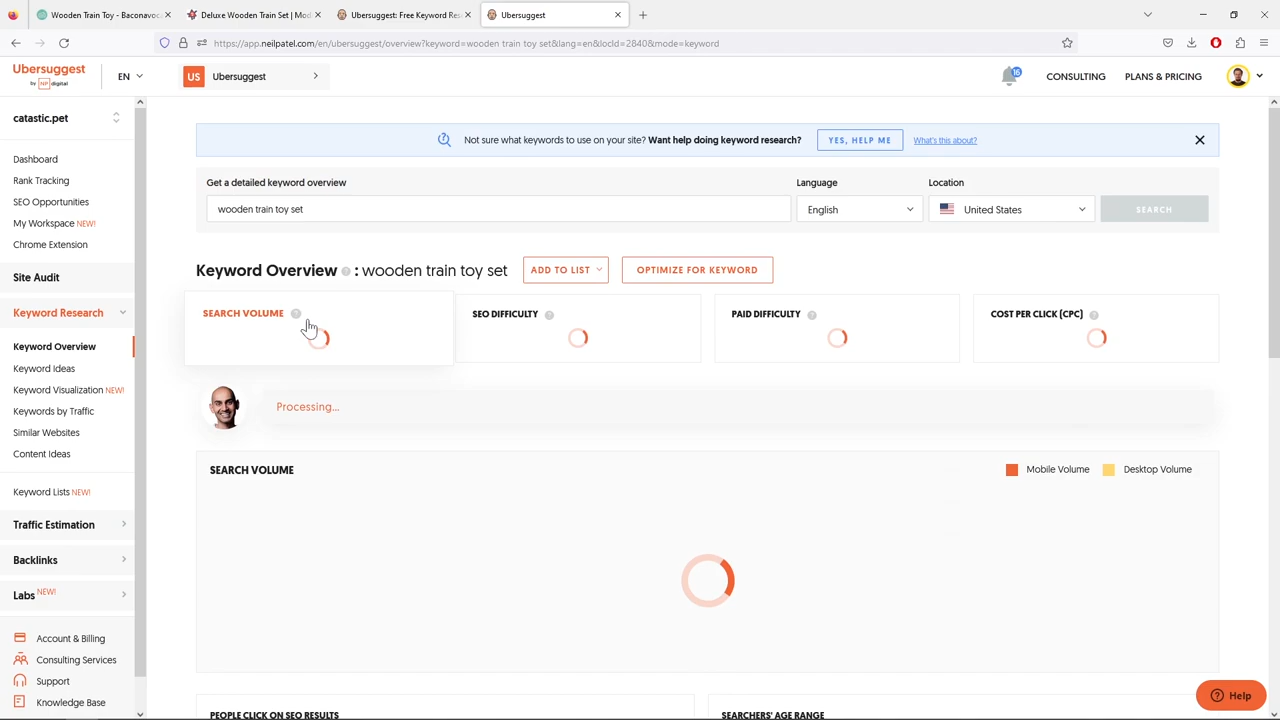 Wooden Train Toy - Baconavoca
Deluxe Wooden Train Set | Mod
Ubersuggest: Free Keyword Res
Ubersuggest
https://app.neilpatel.com/en/ubersuggest/overview?keyword=wooden train toy set&lang=en&locId=2840&mode=keyword
Ubersuggest
by NP digital
EN
US Ubersuggest
16
CONSULTING
PLANS & PRICING
catastic.pet
Dashboard
Rank Tracking
SEO Opportunities
My Workspace NEW!
Chrome Extension
Site Audit
Keyword Research
Keyword Overview
Keyword Ideas
Keyword Visualization NEW!
Keywords by Traffic
Similar Websites
Content Ideas
Keyword Lists NEW!
Traffic Estimation
Backlinks
Labs NEW!
Account & Billing
Consulting Services
Support
Knowledge Base
Not sure what keywords to use on your site? Want help doing keyword research?
YES, HELP ME
What's this about?
Get a detailed keyword overview
Language
Location
wooden train toy set
English
United States
SEARCH
Keyword Overview ? : wooden train toy set
ADD TO LIST
OPTIMIZE FOR KEYWORD
SEARCH VOLUME ?
SEO DIFFICULTY ?
PAID DIFFICULTY ?
COST PER CLICK (CPC) ?
Processing...
SEARCH VOLUME
Mobile Volume
Desktop Volume
PEOPLE CLICK ON SEO RESULTS
SEARCHERS' AGE RANGE
? Help